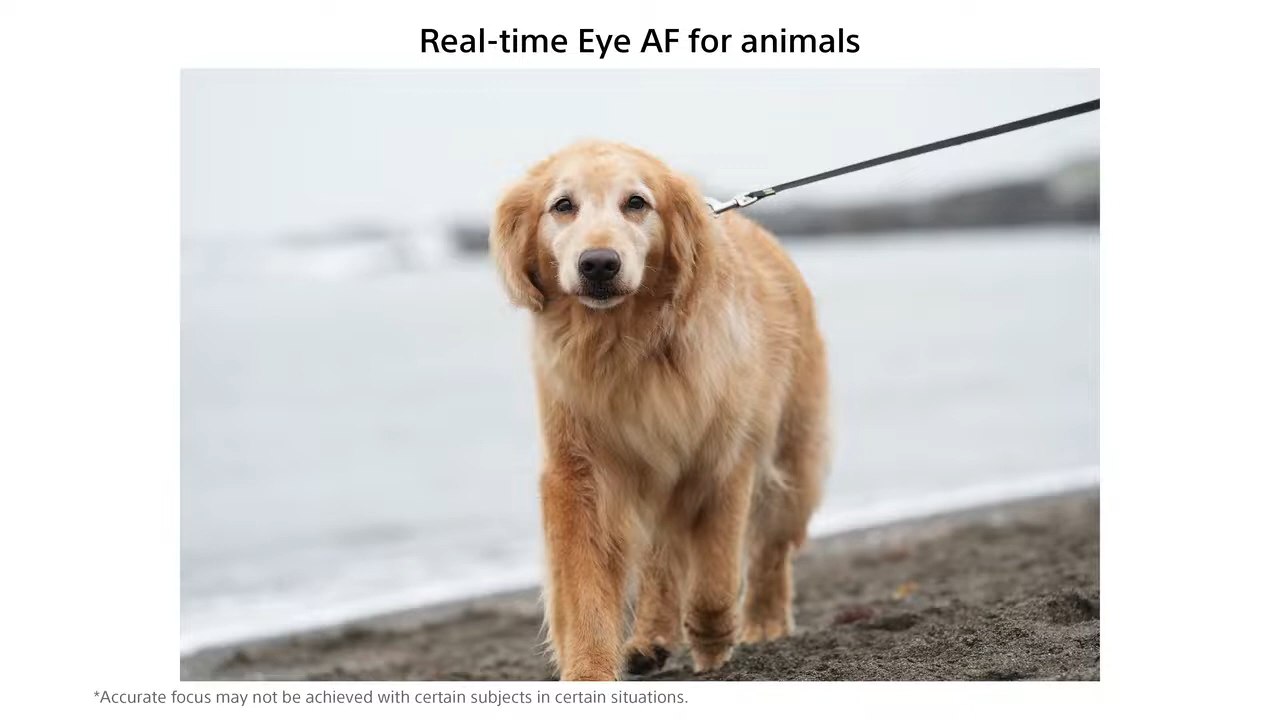 Real-time Eye AF for animals
*Accurate focus may not be achieved with certain subjects in certain situations.